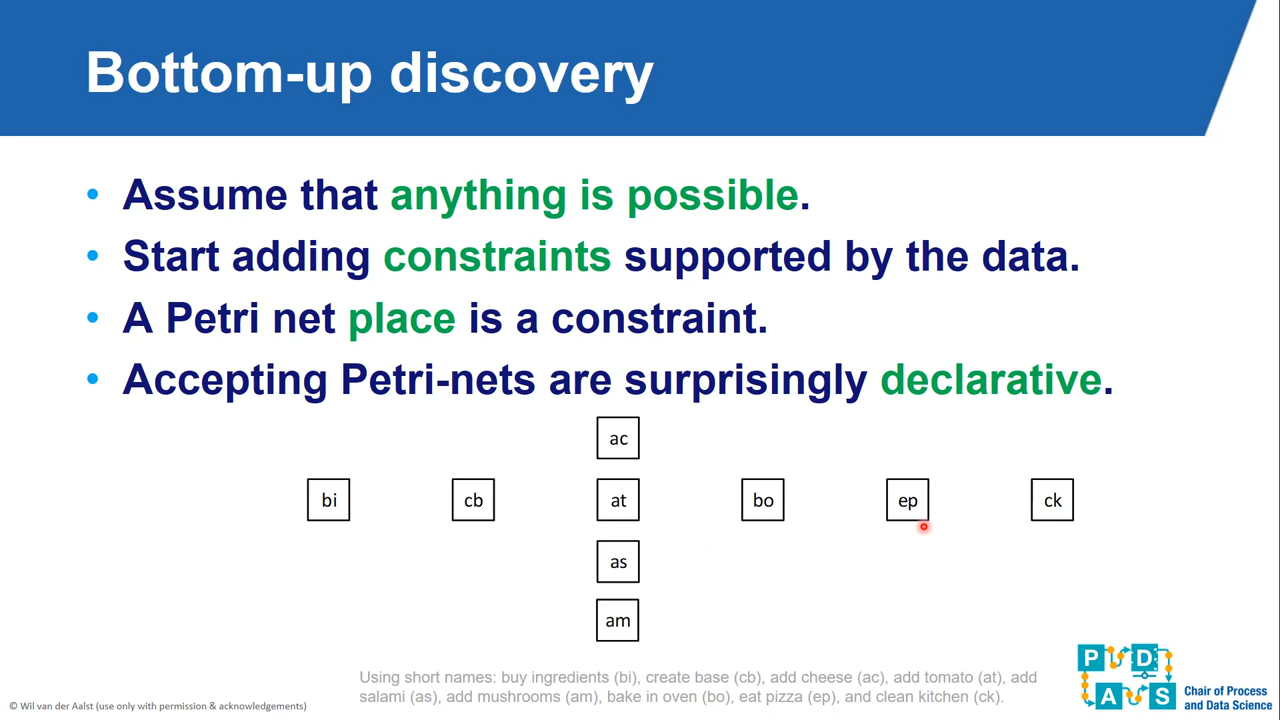 Bottom-up discovery
• Assume that anything is possible.
• Start adding constraints supported by the data.
• A Petri net place is a constraint.
• Accepting Petri-nets are surprisingly declarative.
ac
bi cb at bo ep ck
as
am
Using short names: buy ingredients (bi), create base (cb), add cheese (ac), add tomato (at), add
salami (as), add mushrooms (am), bake in oven (bo), eat pizza (ep), and clean kitchen (ck).
P D
A S
Chair of Process
and Data Science
© Wil van der Aalst (use only with permission & acknowledgements)